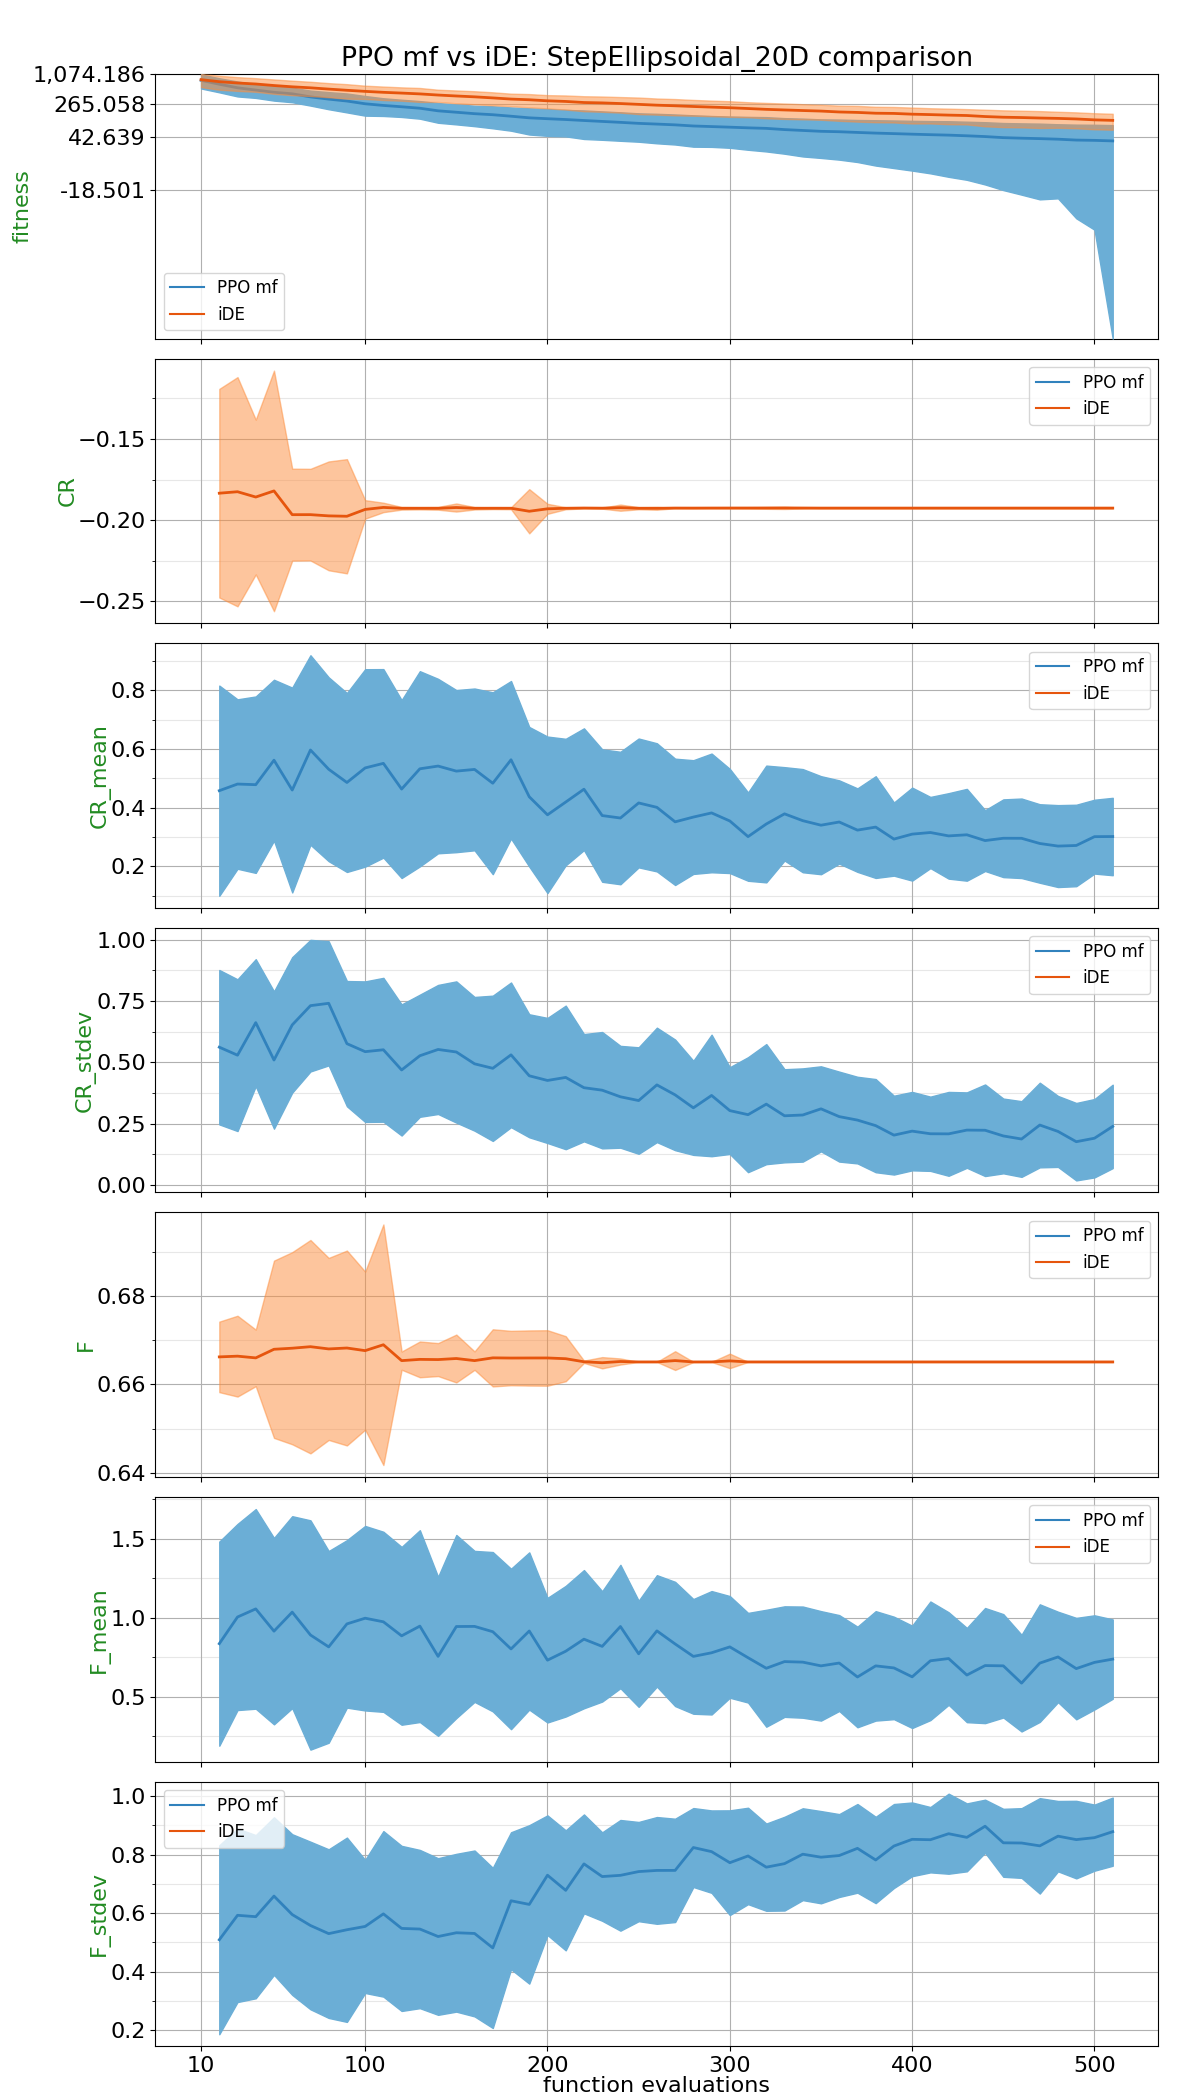 PPO mf vs iDE: StepEllipsoidal_20D comparison
1,074.186
265.058
42.639
-18.501
fitness
PPO mf
iDE
−0.15
−0.20
−0.25
CR
PPO mf
iDE
0.8
0.6
0.4
0.2
CR_mean
PPO mf
iDE
1.00
0.75
0.50
0.25
0.00
CR_stdev
PPO mf
iDE
0.68
0.66
0.64
F
PPO mf
iDE
1.5
1.0
0.5
F_mean
PPO mf
iDE
1.0
0.8
0.6
0.4
0.2
F_stdev
PPO mf
iDE
10 100 200 300 400 500
function evaluations